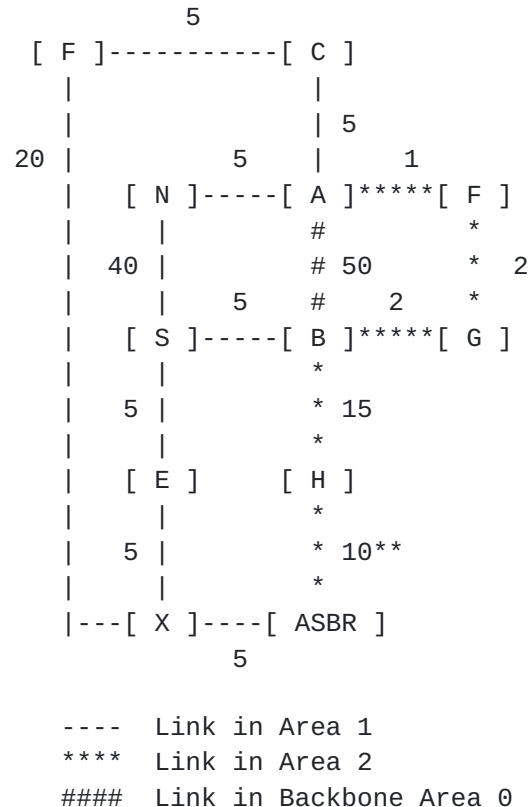 5
  [ F ]-----------[ C ]
    |               |
    |               | 5
 20 |          5    |     1
    |   [ N ]-----[ A ]*****[ F ]
    |     |         #         *
    |  40 |         # 50      *  2
    |     |    5    #    2    *
    |   [ S ]-----[ B ]*****[ G ]
    |     |         *
    |   5 |         * 15
    |     |         *
    |   [ E ]     [ H ]
    |     |         *
    |   5 |         * 10**
    |     |         *
    |---[ X ]----[ ASBR ]
               5

    ----  Link in Area 1
    ****  Link in Area 2
    ####  Link in Backbone Area 0